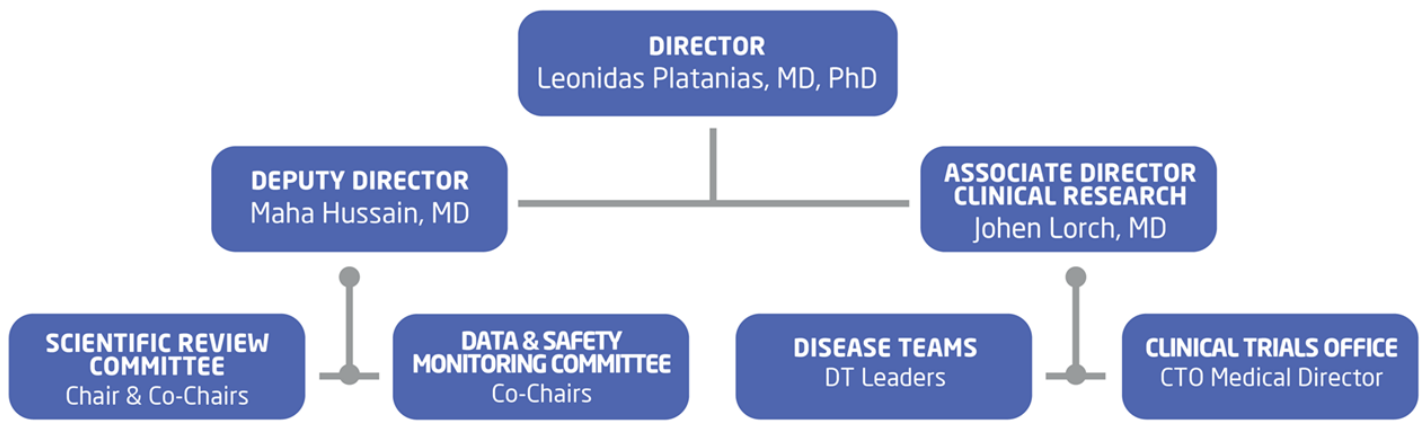 DIRECTOR
Leonidas Platanias, MD, PhD
DEPUTY DIRECTOR
Maha Hussain, MD
ASSOCIATE DIRECTOR
CLINICAL RESEARCH
Johen Lorch, MD
SCIENTIFIC REVIEW
COMMITTEE
Chair & Co-Chairs
DATA & SAFETY
MONITORING COMMITTEE
Co-Chairs
DISEASE TEAMS
DT Leaders
CLINICAL TRIALS OFFICE
CTO Medical Director